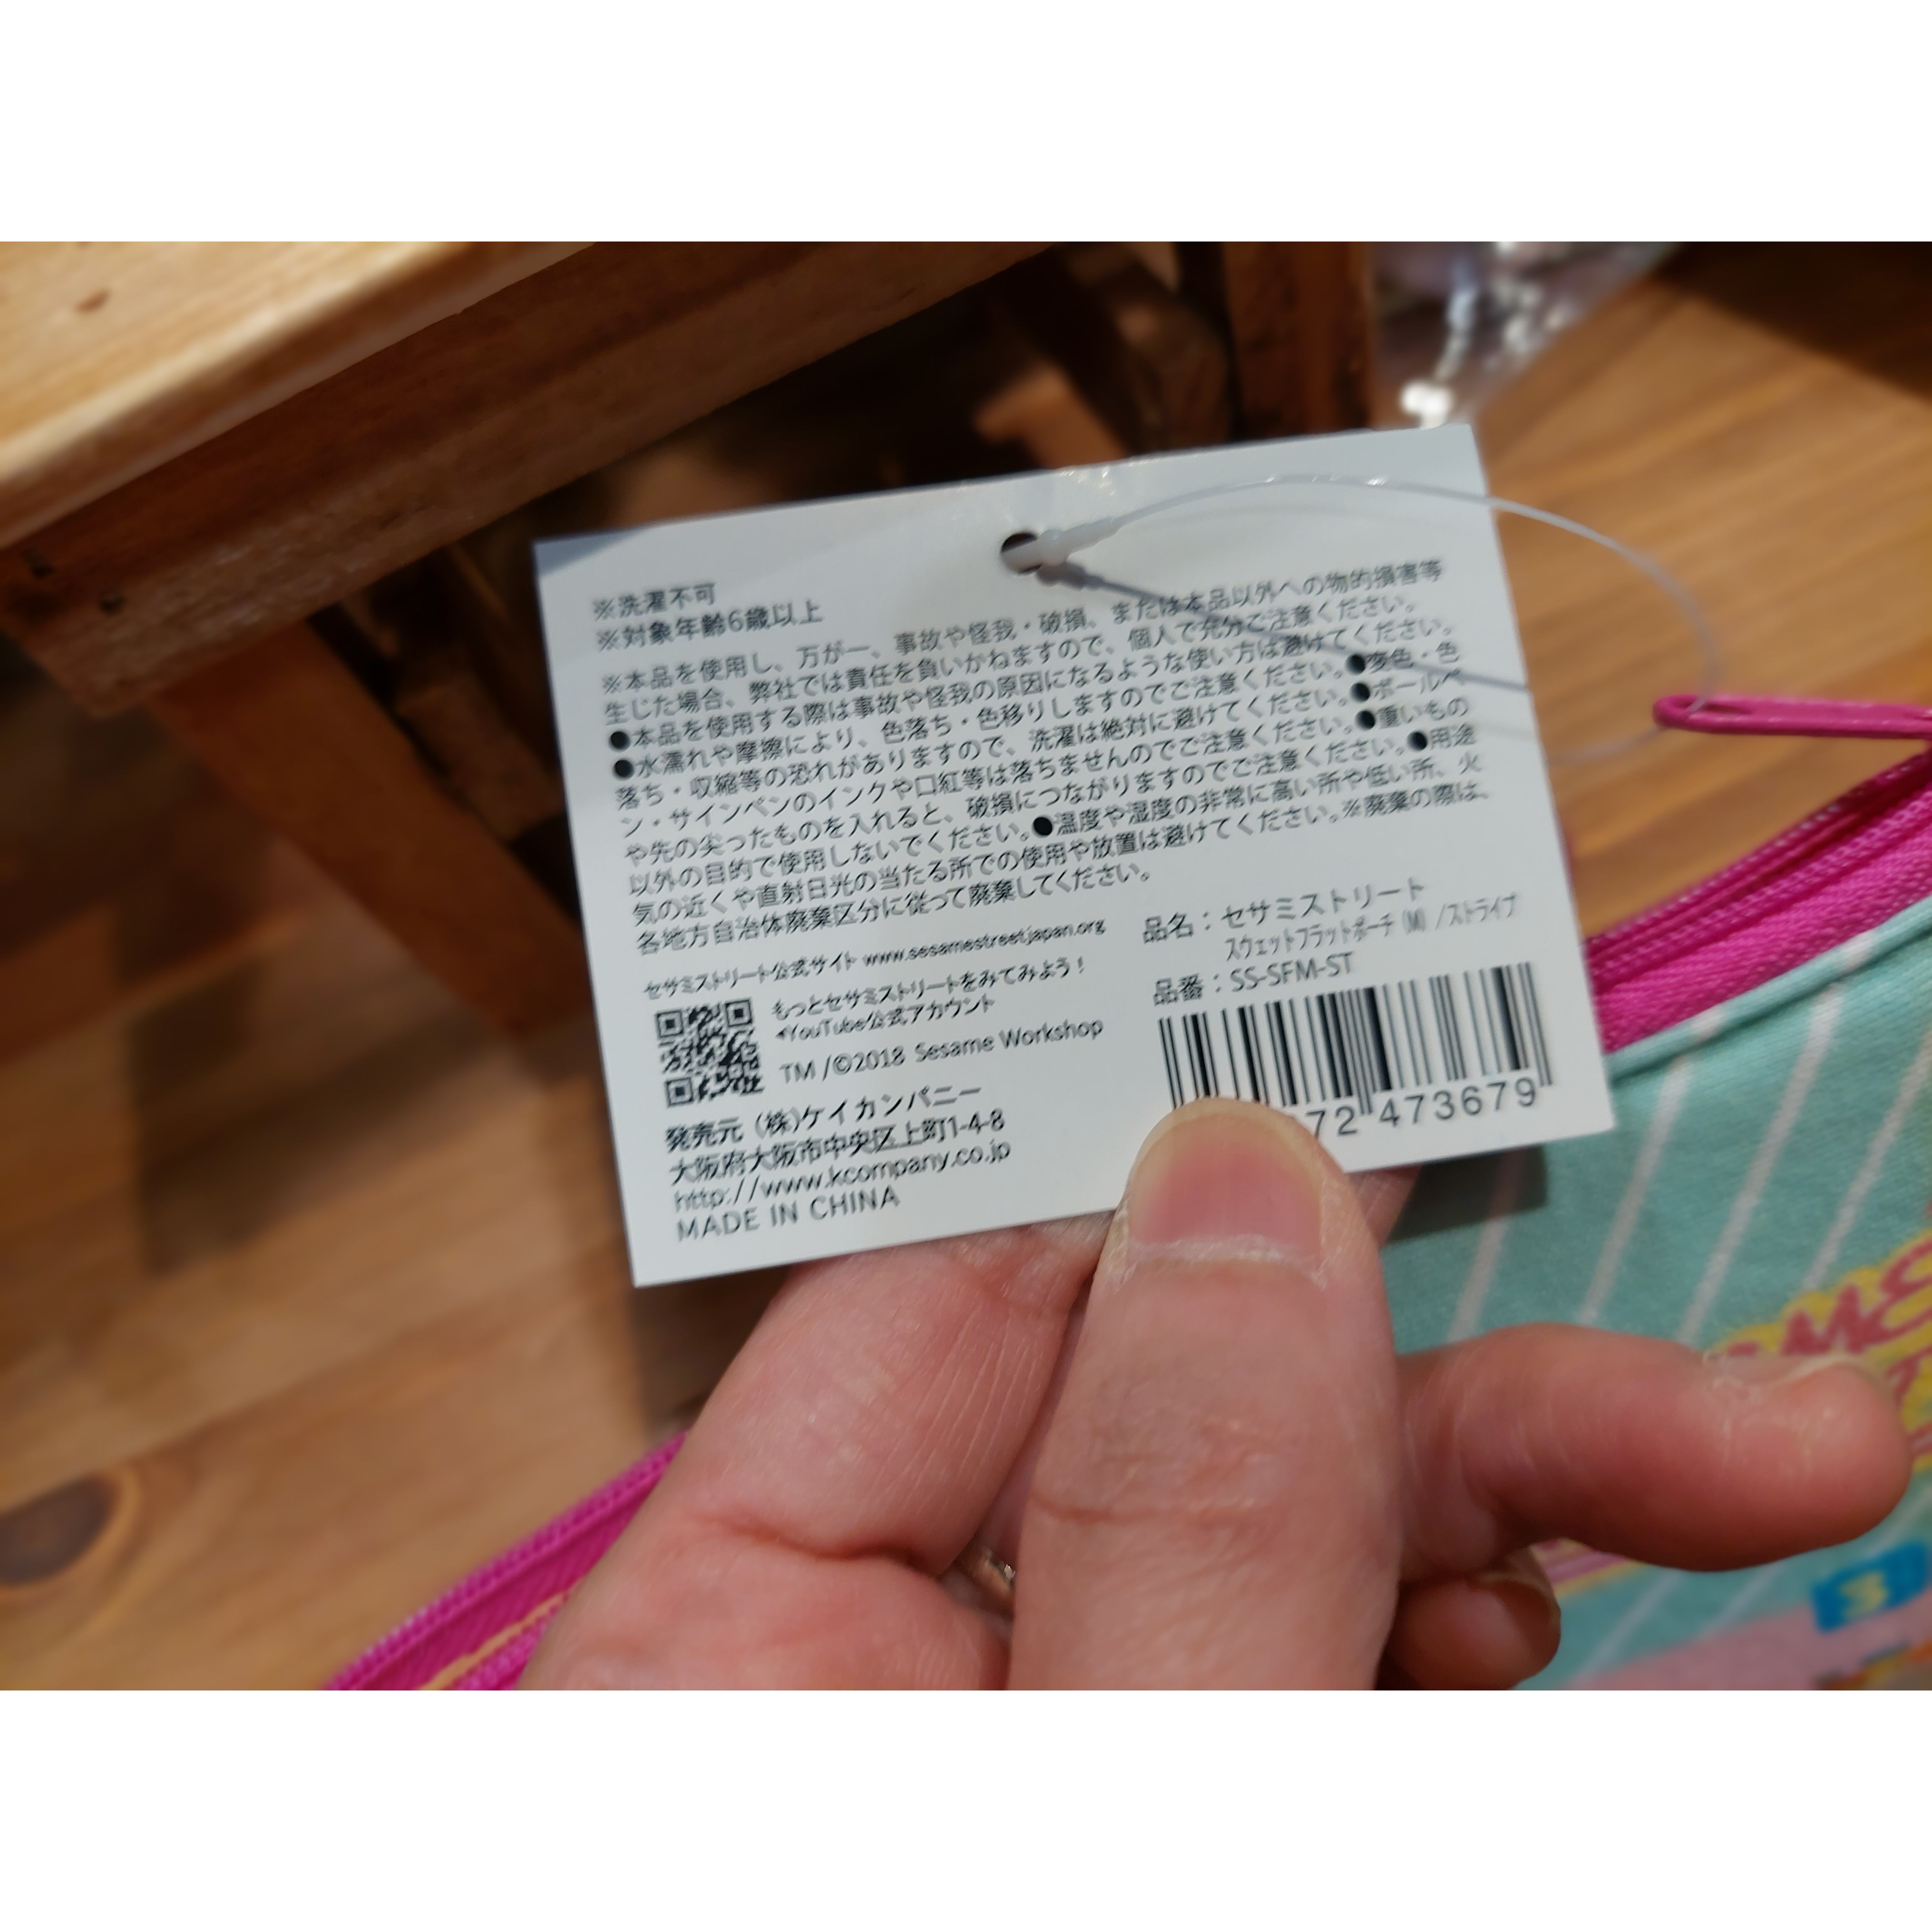 ※洗濯不可
※対象年齢6歳以上
※本品を使用し、万が一、事故や怪我・破損、または本品以外への物的損害等
生じた場合、弊社では責任を負いかねますので、個人で充分ご注意ください。
●本品を使用する際は事故や怪我の原因になるような使い方は避けてください。
●水濡れや摩擦により、色落ち・色移りしますのでご注意ください。●変色・色
落ち・収縮等の恐れがありますので、洗濯は絶対に避けてください。●ボールペ
ン・サインペンのインクや口紅等は落ちませんのでご注意ください。●重いもの
や先の尖ったものを入れると、破損につながりますのでご注意ください。●用途
以外の目的で使用しないでください。●温度や湿度の非常に高い所や低い所、火
気の近くや直射日光の当たる所での使用や放置は避けてください。※廃棄の際は、
各地方自治体廃棄区分に従って廃棄してください。
セサミストリート公式サイト www.sesamestreetjapan.org
もっとセサミストリートをみてみよう!
◀YouTube公式アカウント
TM/©2018 Sesame Workshop
発売元 (株)ケイカンパニー
大阪府大阪市中央区上町1-4-8
http://www.kcompany.co.jp
MADE IN CHINA
品名:セサミストリート
スウェットフラットポーチ(M)/ストライプ
品番:SS-SFM-ST
72 473679